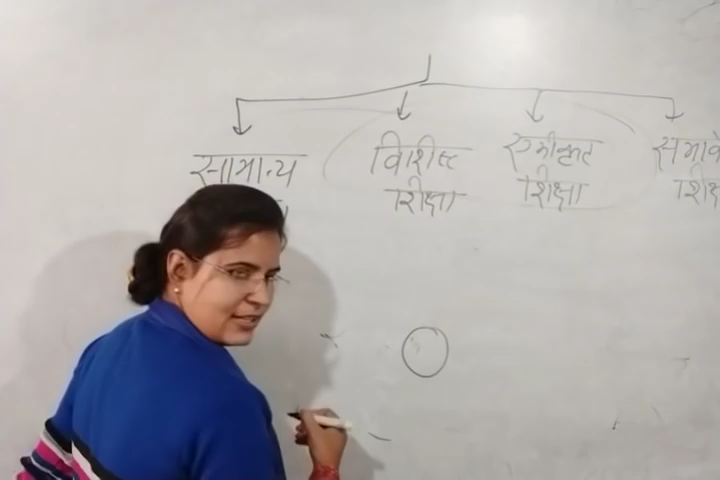 सामान्य विशिष्ट एकीकृत समावे
शिक्षा शिक्षा शिक्ष